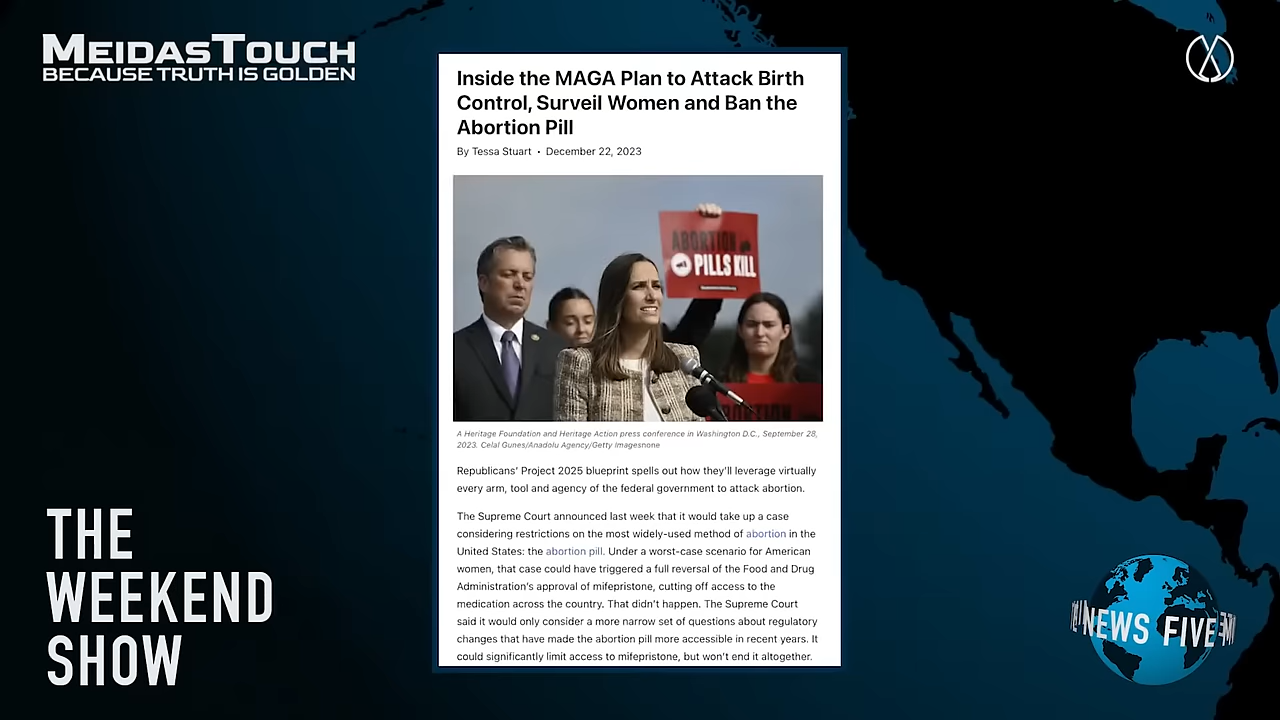 MEIDASTOUCH
BECAUSE TRUTH IS GOLDEN
Inside the MAGA Plan to Attack Birth
Control, Surveil Women and Ban the
Abortion Pill
By Tessa Stuart • December 22, 2023
ABORTION
PILLS KILL
ABORTION
A Heritage Foundation and Heritage Action press conference in Washington D.C., September 28,
2023. Celal Gunes/Anadolu Agency/Getty Imagesnone
Republicans' Project 2025 blueprint spells out how they'll leverage virtually
every arm, tool and agency of the federal government to attack abortion.
The Supreme Court announced last week that it would take up a case
considering restrictions on the most widely-used method of abortion in the
United States: the abortion pill. Under a worst-case scenario for American
women, that case could have triggered a full reversal of the Food and Drug
Administration's approval of mifepristone, cutting off access to the
medication across the country. That didn't happen. The Supreme Court
said it would only consider a more narrow set of questions about regulatory
changes that have made the abortion pill more accessible in recent years. It
could significantly limit access to mifepristone, but won't end it altogether.
THE
WEEKEND
SHOW
NEWS FIVE